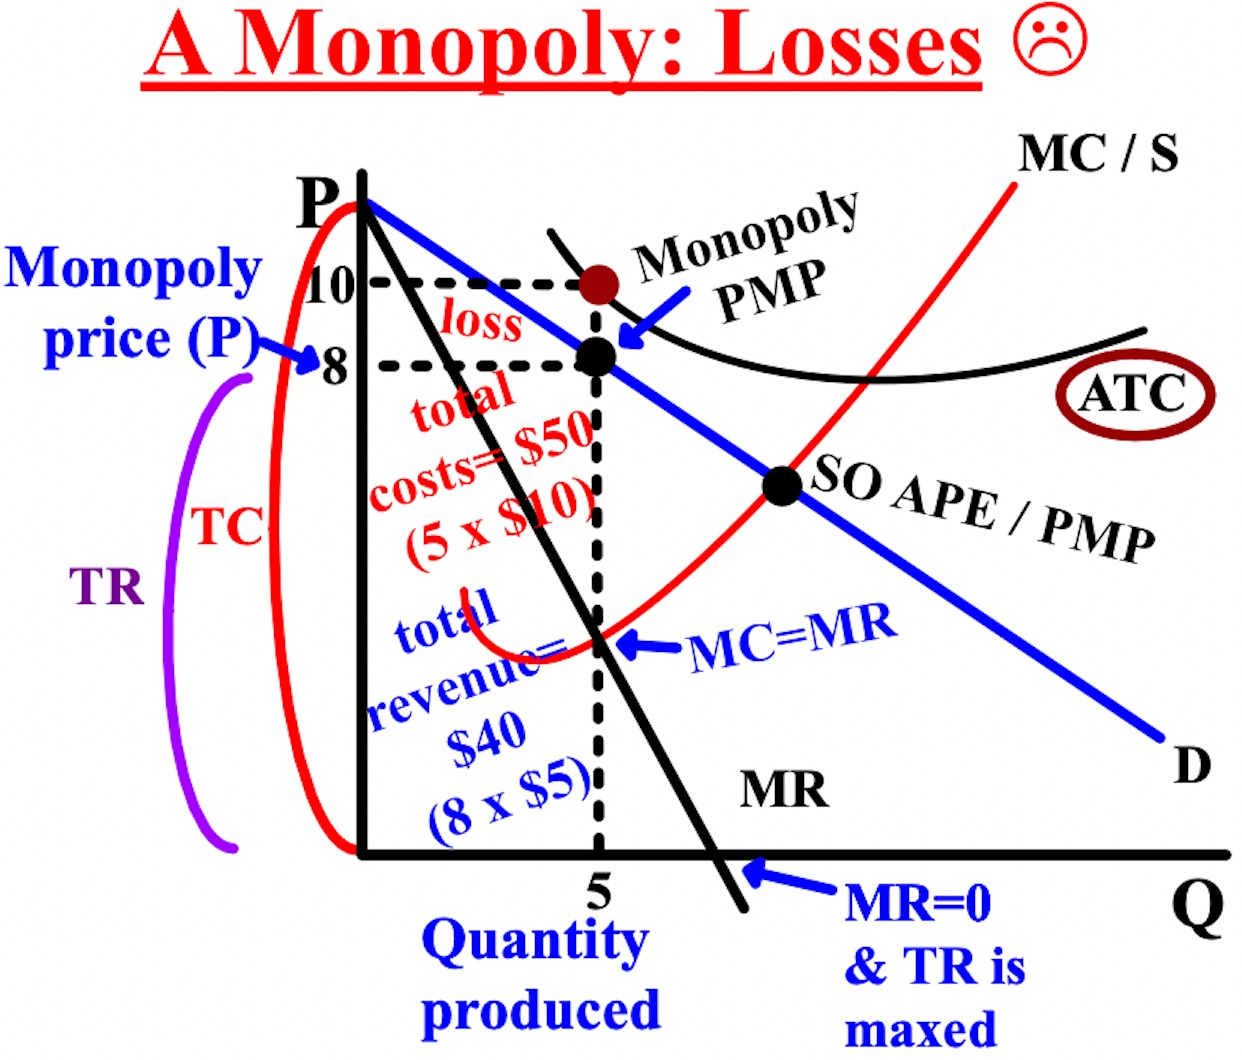 A Monopoly: Losses
MC / S
P
Monopoly
price (P)
10
8
Monopoly
PMP
loss
ATC
total
costs= $50
(5 x $10)
SO APE / PMP
TC
TR
total
revenue=
$40
(8 x $5)
MC=MR
MR
D
5
Q
Quantity
produced
MR=0
& TR is
maxed